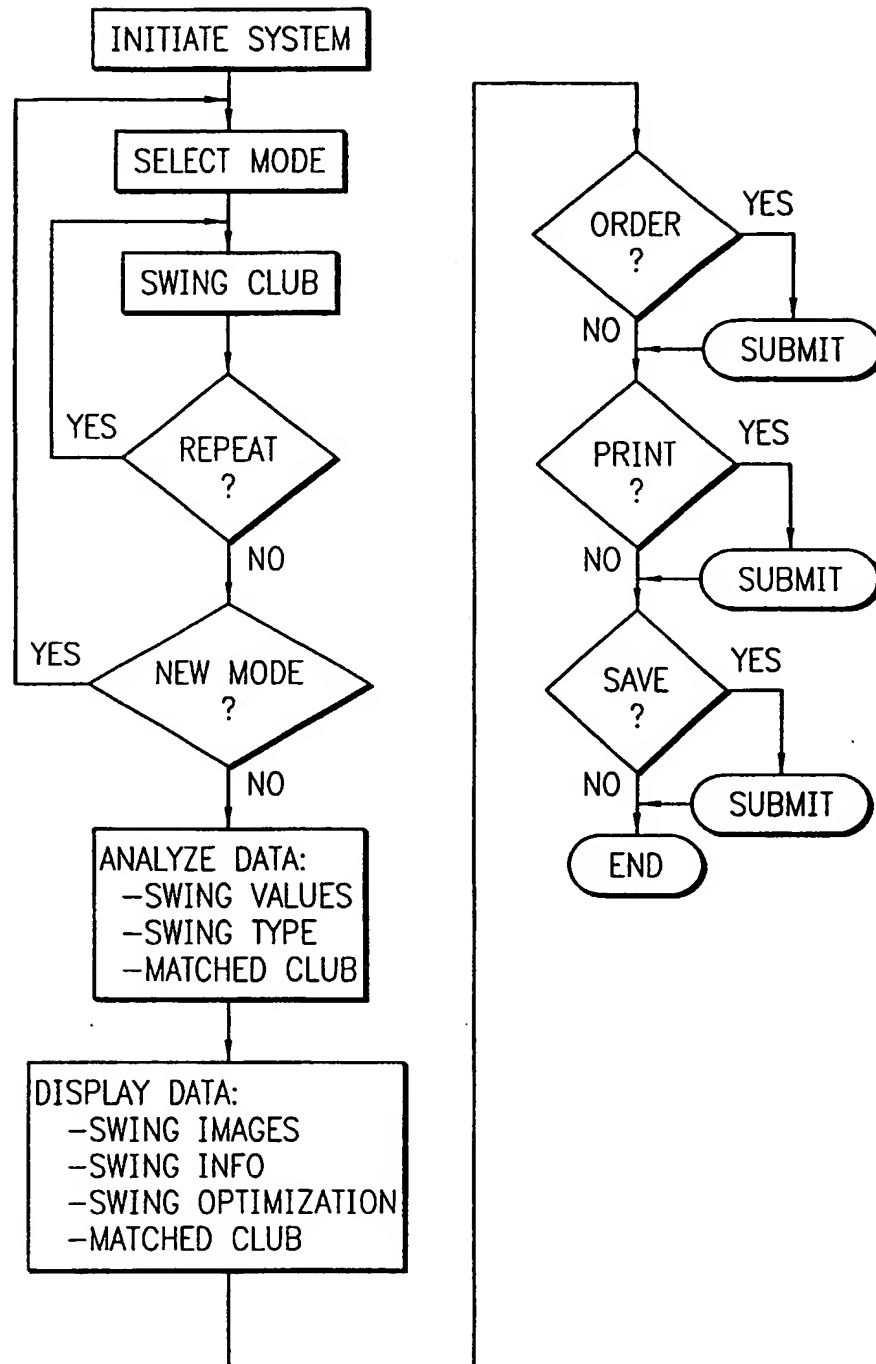 INITIATE SYSTEM
SELECT MODE
SWING CLUB
REPEAT
?
YES
NO
NEW MODE
?
YES
NO
ANALYZE DATA:
-SWING VALUES
-SWING TYPE
-MATCHED CLUB
DISPLAY DATA:
-SWING IMAGES
-SWING INFO
-SWING OPTIMIZATION
-MATCHED CLUB
ORDER
?
YES
NO
SUBMIT
PRINT
?
YES
NO
SUBMIT
SAVE
?
YES
NO
SUBMIT
END